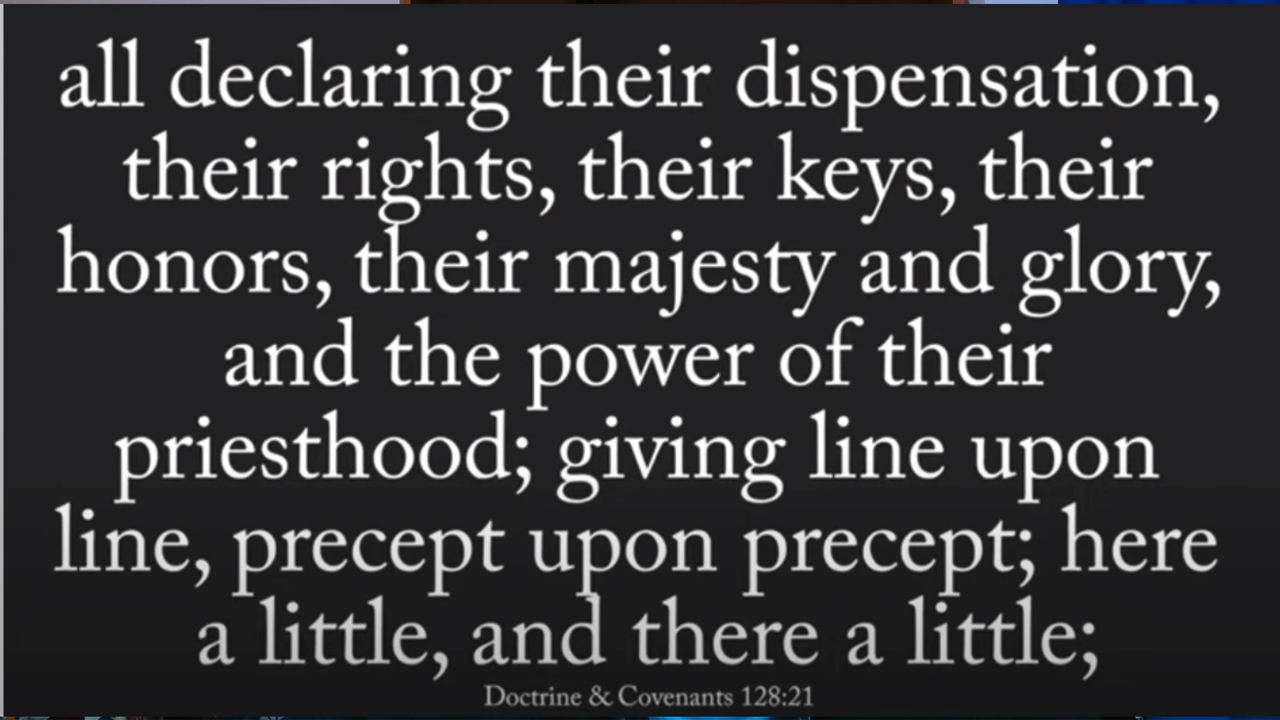 all declaring their dispensation,
their rights, their keys, their
honors, their majesty and glory,
and the power of their
priesthood; giving line upon
line, precept upon precept; here
a little, and there a little;
Doctrine & Covenants 128:21